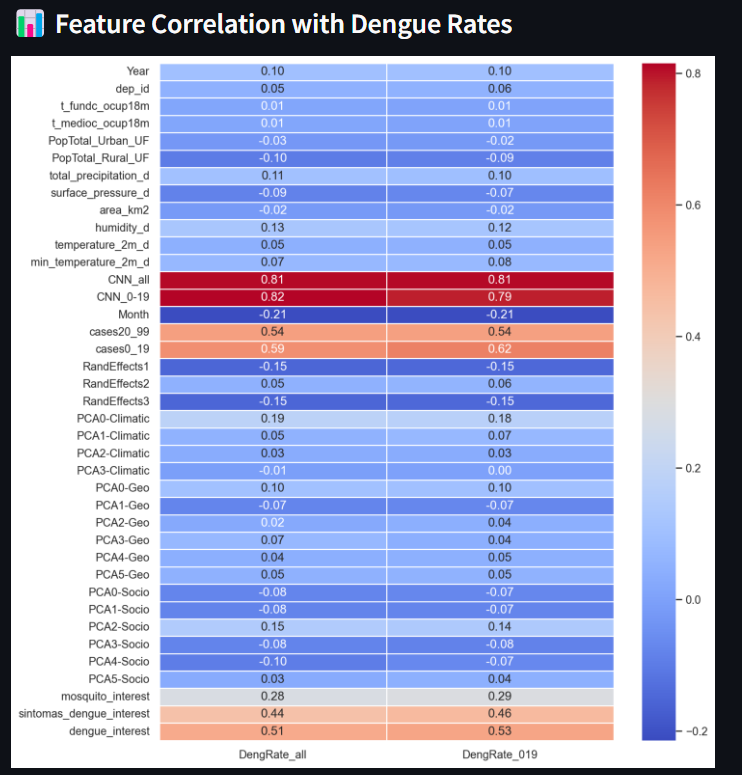 Feature Correlation with Dengue Rates
Year 0.10 0.10 0.8
dep_id 0.05 0.06
t_fundc_ocup18m 0.01 0.01
t_medioc_ocup18m 0.01 0.01
PopTotal_Urban_UF -0.03 -0.02
PopTotal_Rural_UF -0.10 -0.09
total_precipitation_d 0.11 0.10
surface_pressure_d -0.09 -0.07
area_km2 -0.02 -0.02 0.6
humidity_d 0.13 0.12
temperature_2m_d 0.05 0.05
min_temperature_2m_d 0.07 0.08
CNN_all 0.81 0.81
CNN_0-19 0.82 0.79
Month -0.21 -0.21
cases20_99 0.54 0.54 0.4
cases0_19 0.59 0.62
RandEffects1 -0.15 -0.15
RandEffects2 0.05 0.06
RandEffects3 -0.15 -0.15
PCA0-Climatic 0.19 0.18
PCA1-Climatic 0.05 0.07
PCA2-Climatic 0.03 0.03
PCA3-Climatic -0.01 0.00 0.2
PCA0-Geo 0.10 0.10
PCA1-Geo -0.07 -0.07
PCA2-Geo 0.02 0.04
PCA3-Geo 0.07 0.04
PCA4-Geo 0.04 0.05
PCA5-Geo 0.05 0.05
PCA0-Socio -0.08 -0.07 0.0
PCA1-Socio -0.08 -0.07
PCA2-Socio 0.15 0.14
PCA3-Socio -0.08 -0.08
PCA4-Socio -0.10 -0.07
PCA5-Socio 0.03 0.04
mosquito_interest 0.28 0.29
sintomas_dengue_interest 0.44 0.46
dengue_interest 0.51 0.53 -0.2
DengRate_all DengRate_019